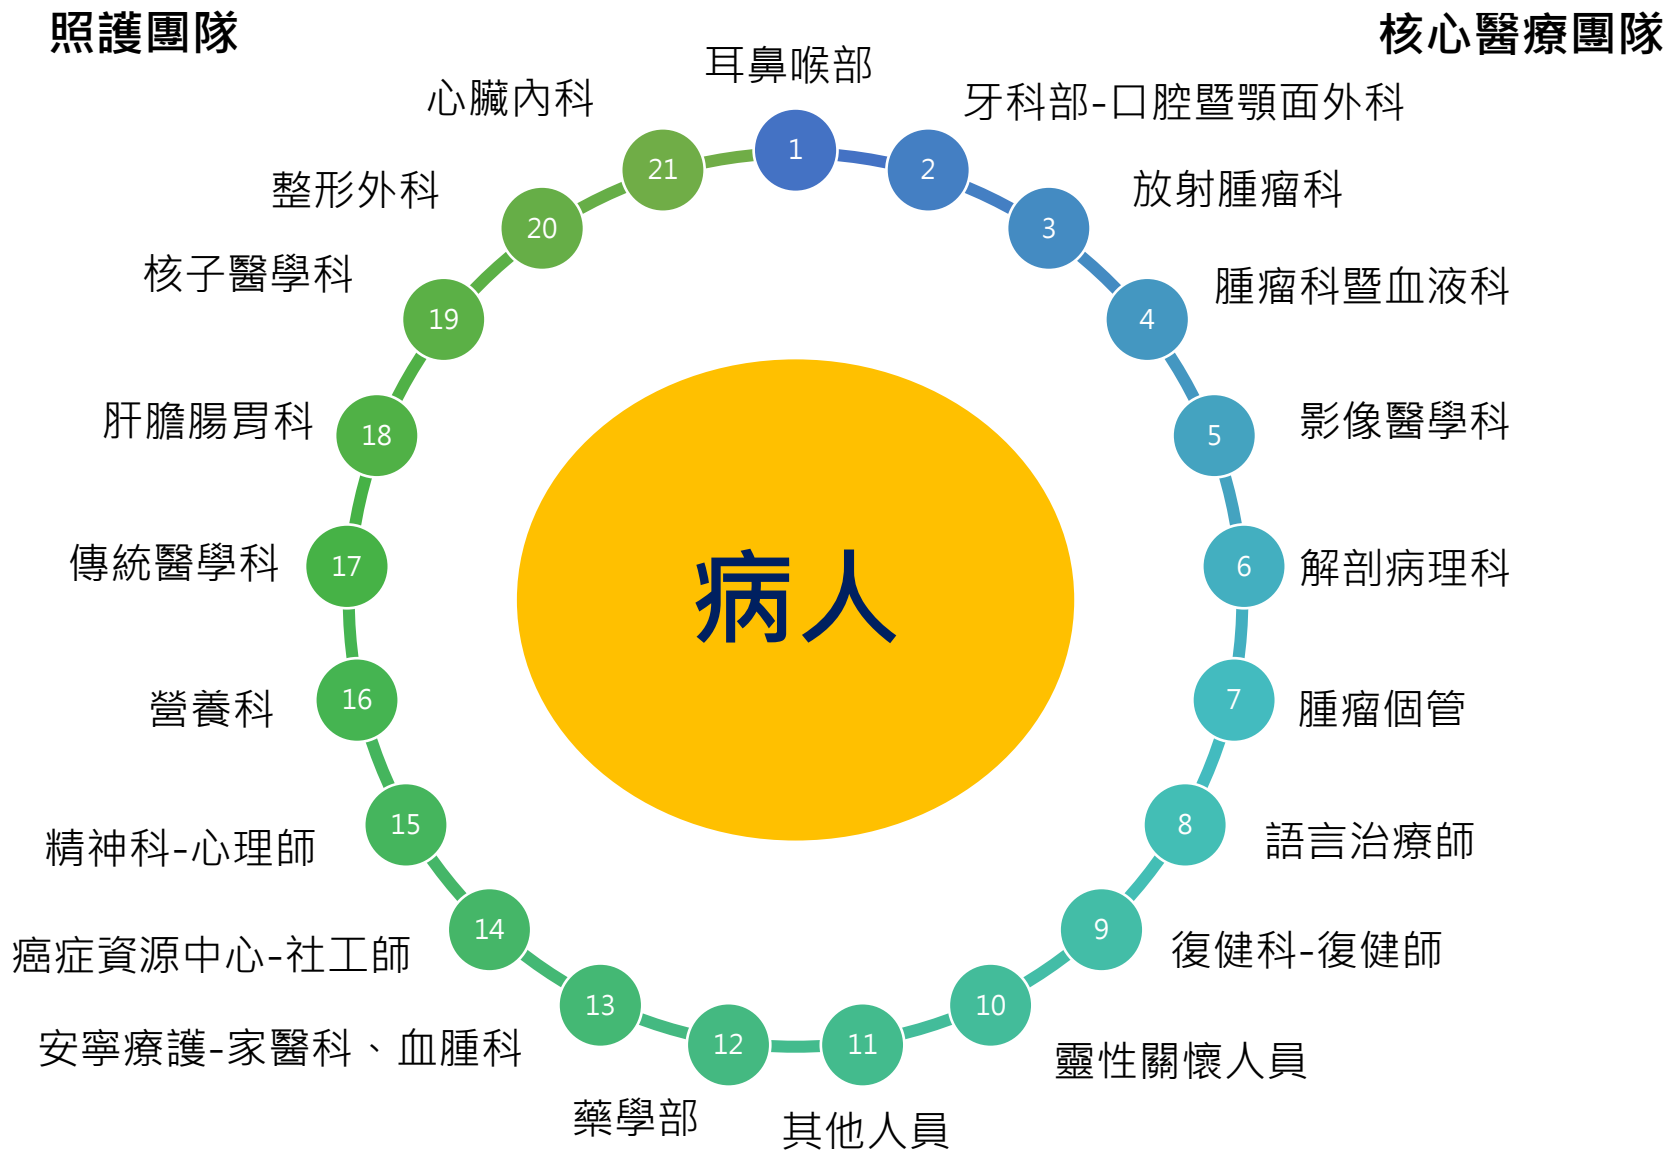 照護團隊
核心醫療團隊
耳鼻喉部
1
牙科部-口腔暨顎面外科
2
放射腫瘤科
3
腫瘤科暨血液科
4
影像醫學科
5
解剖病理科
6
腫瘤個管
7
語言治療師
8
復健科-復健師
9
靈性關懷人員
10
其他人員
11
藥學部
12
安寧療護-家醫科、血腫科
13
癌症資源中心-社工師
14
精神科-心理師
15
營養科
16
傳統醫學科
17
肝膽腸胃科
18
核子醫學科
19
整形外科
20
心臟內科
21
病人